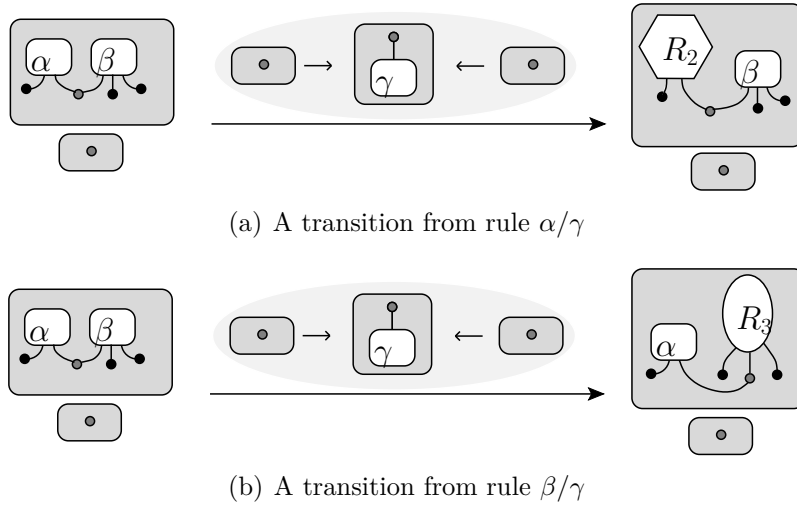 α β γ R₂ β
(a) A transition from rule α/γ
α β γ α R₃
(b) A transition from rule β/γ